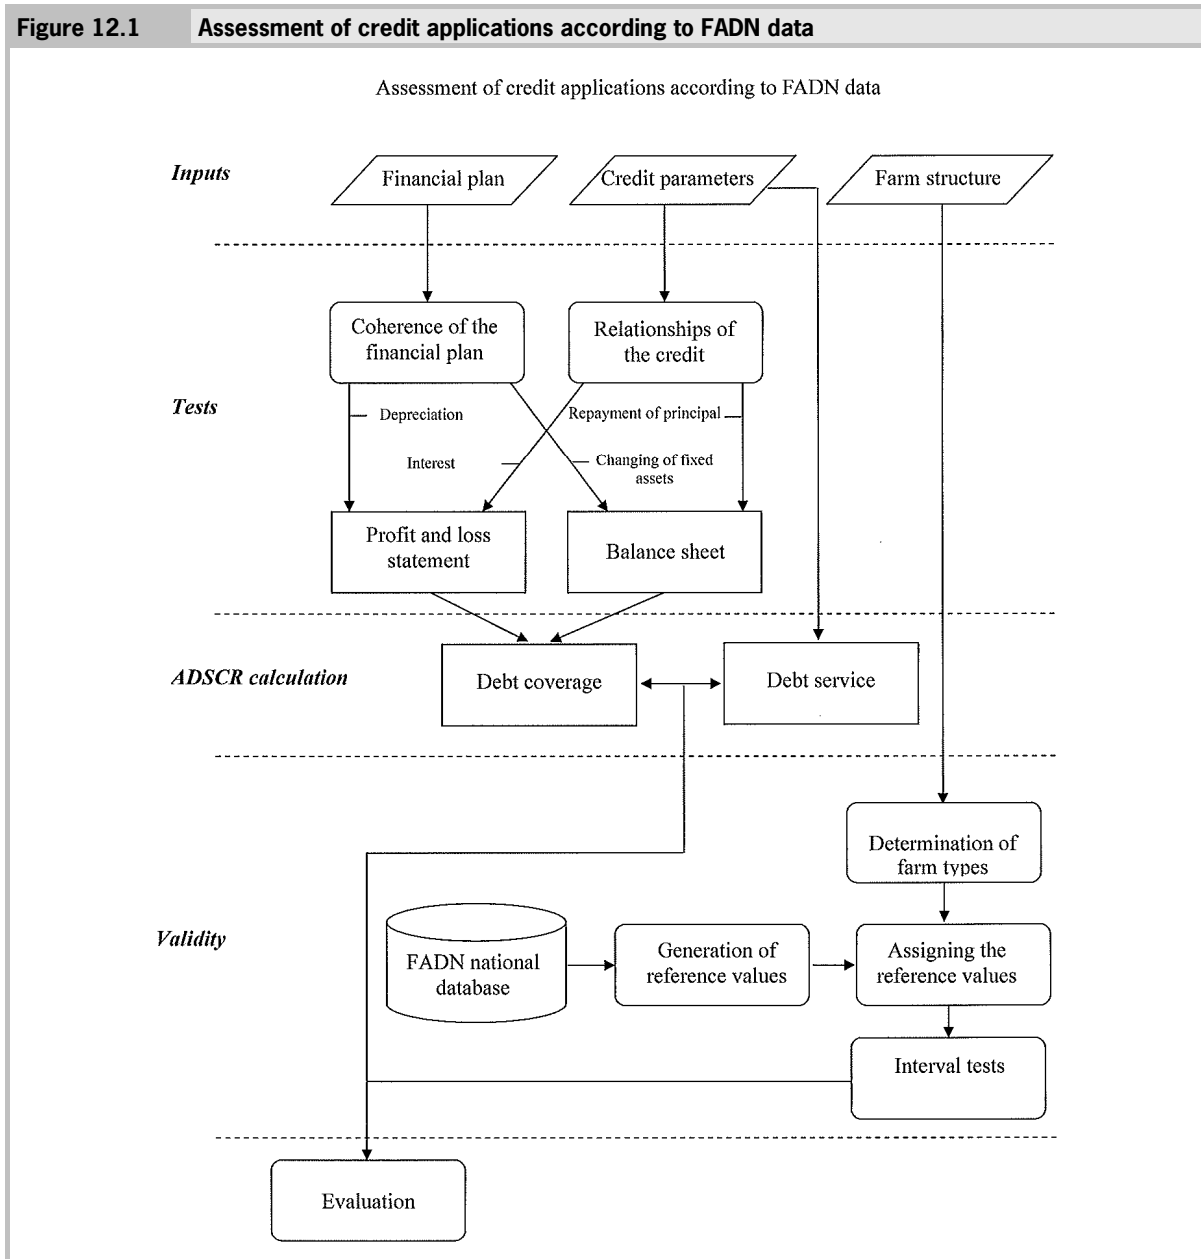 Figure 12.1 Assessment of credit applications according to FADN data
Assessment of credit applications according to FADN data
Inputs
Financial plan
Credit parameters
Farm structure
Coherence of the
financial plan
Relationships of
the credit
Tests
Depreciation
Repayment of principal
Interest
Changing of fixed
assets
Profit and loss
statement
Balance sheet
ADSCR calculation
Debt coverage
Debt service
Determination of
farm types
Validity
FADN national
database
Generation of
reference values
Assigning the
reference values
Interval tests
Evaluation